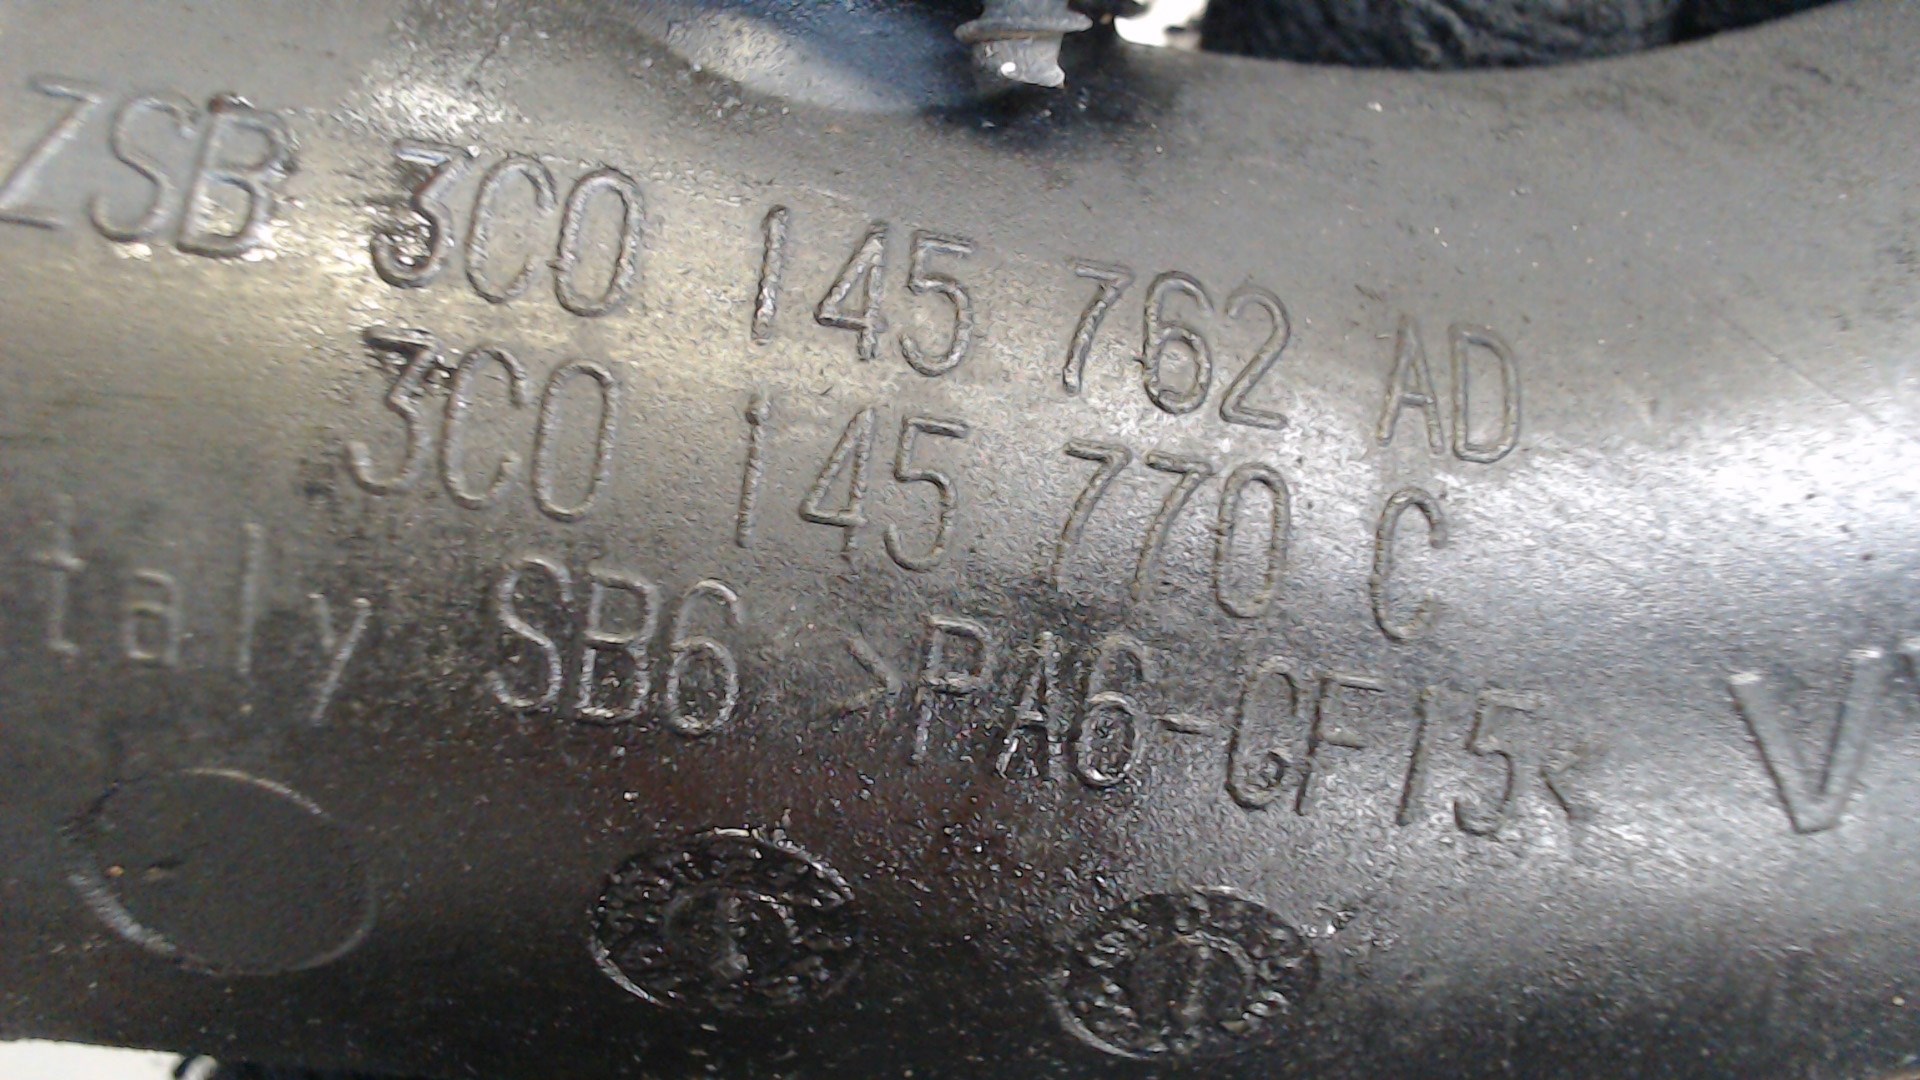 ZSB 3C0 145 762 AD
3C0 145 770 C
taly SB6 >PA6-GF15< V